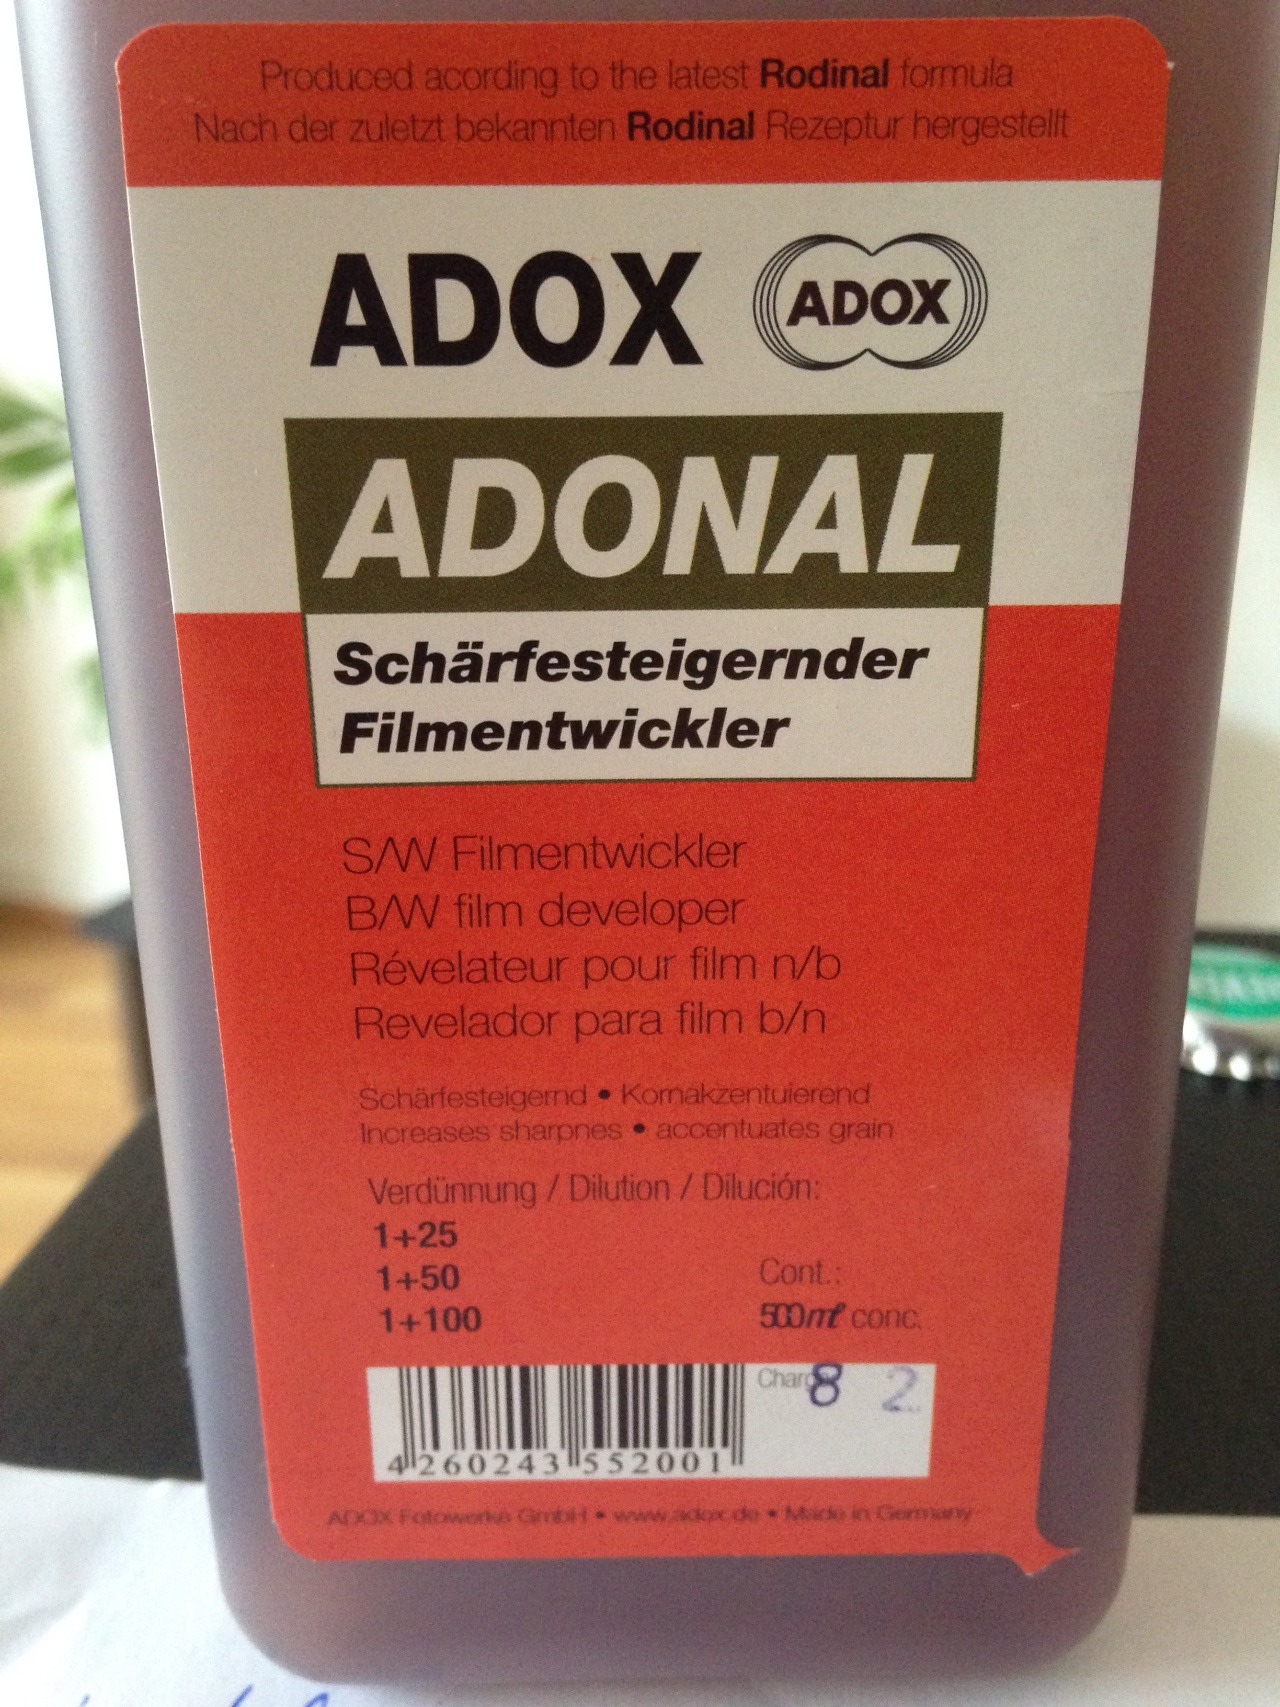 Produced acording to the latest Rodinal formula
Nach der zuletzt bekannten Rodinal Rezeptur hergestellt
ADOX
ADOX
ADONAL
Schärfesteigernder
Filmentwickler
S/W Filmentwickler
B/W film developer
Révelateur pour film n/b
Revelador para film b/n
Schärfesteigernd • Kornakzentuierend
Increases sharpnes • accentuates grain
Verdünnung / Dilution / Dilución:
1+25
1+50
1+100
Cont.:
500ml conc.
8 2
4 260243 552001
ADOX Fotowerke GmbH • www.adox.de • Made in Germany